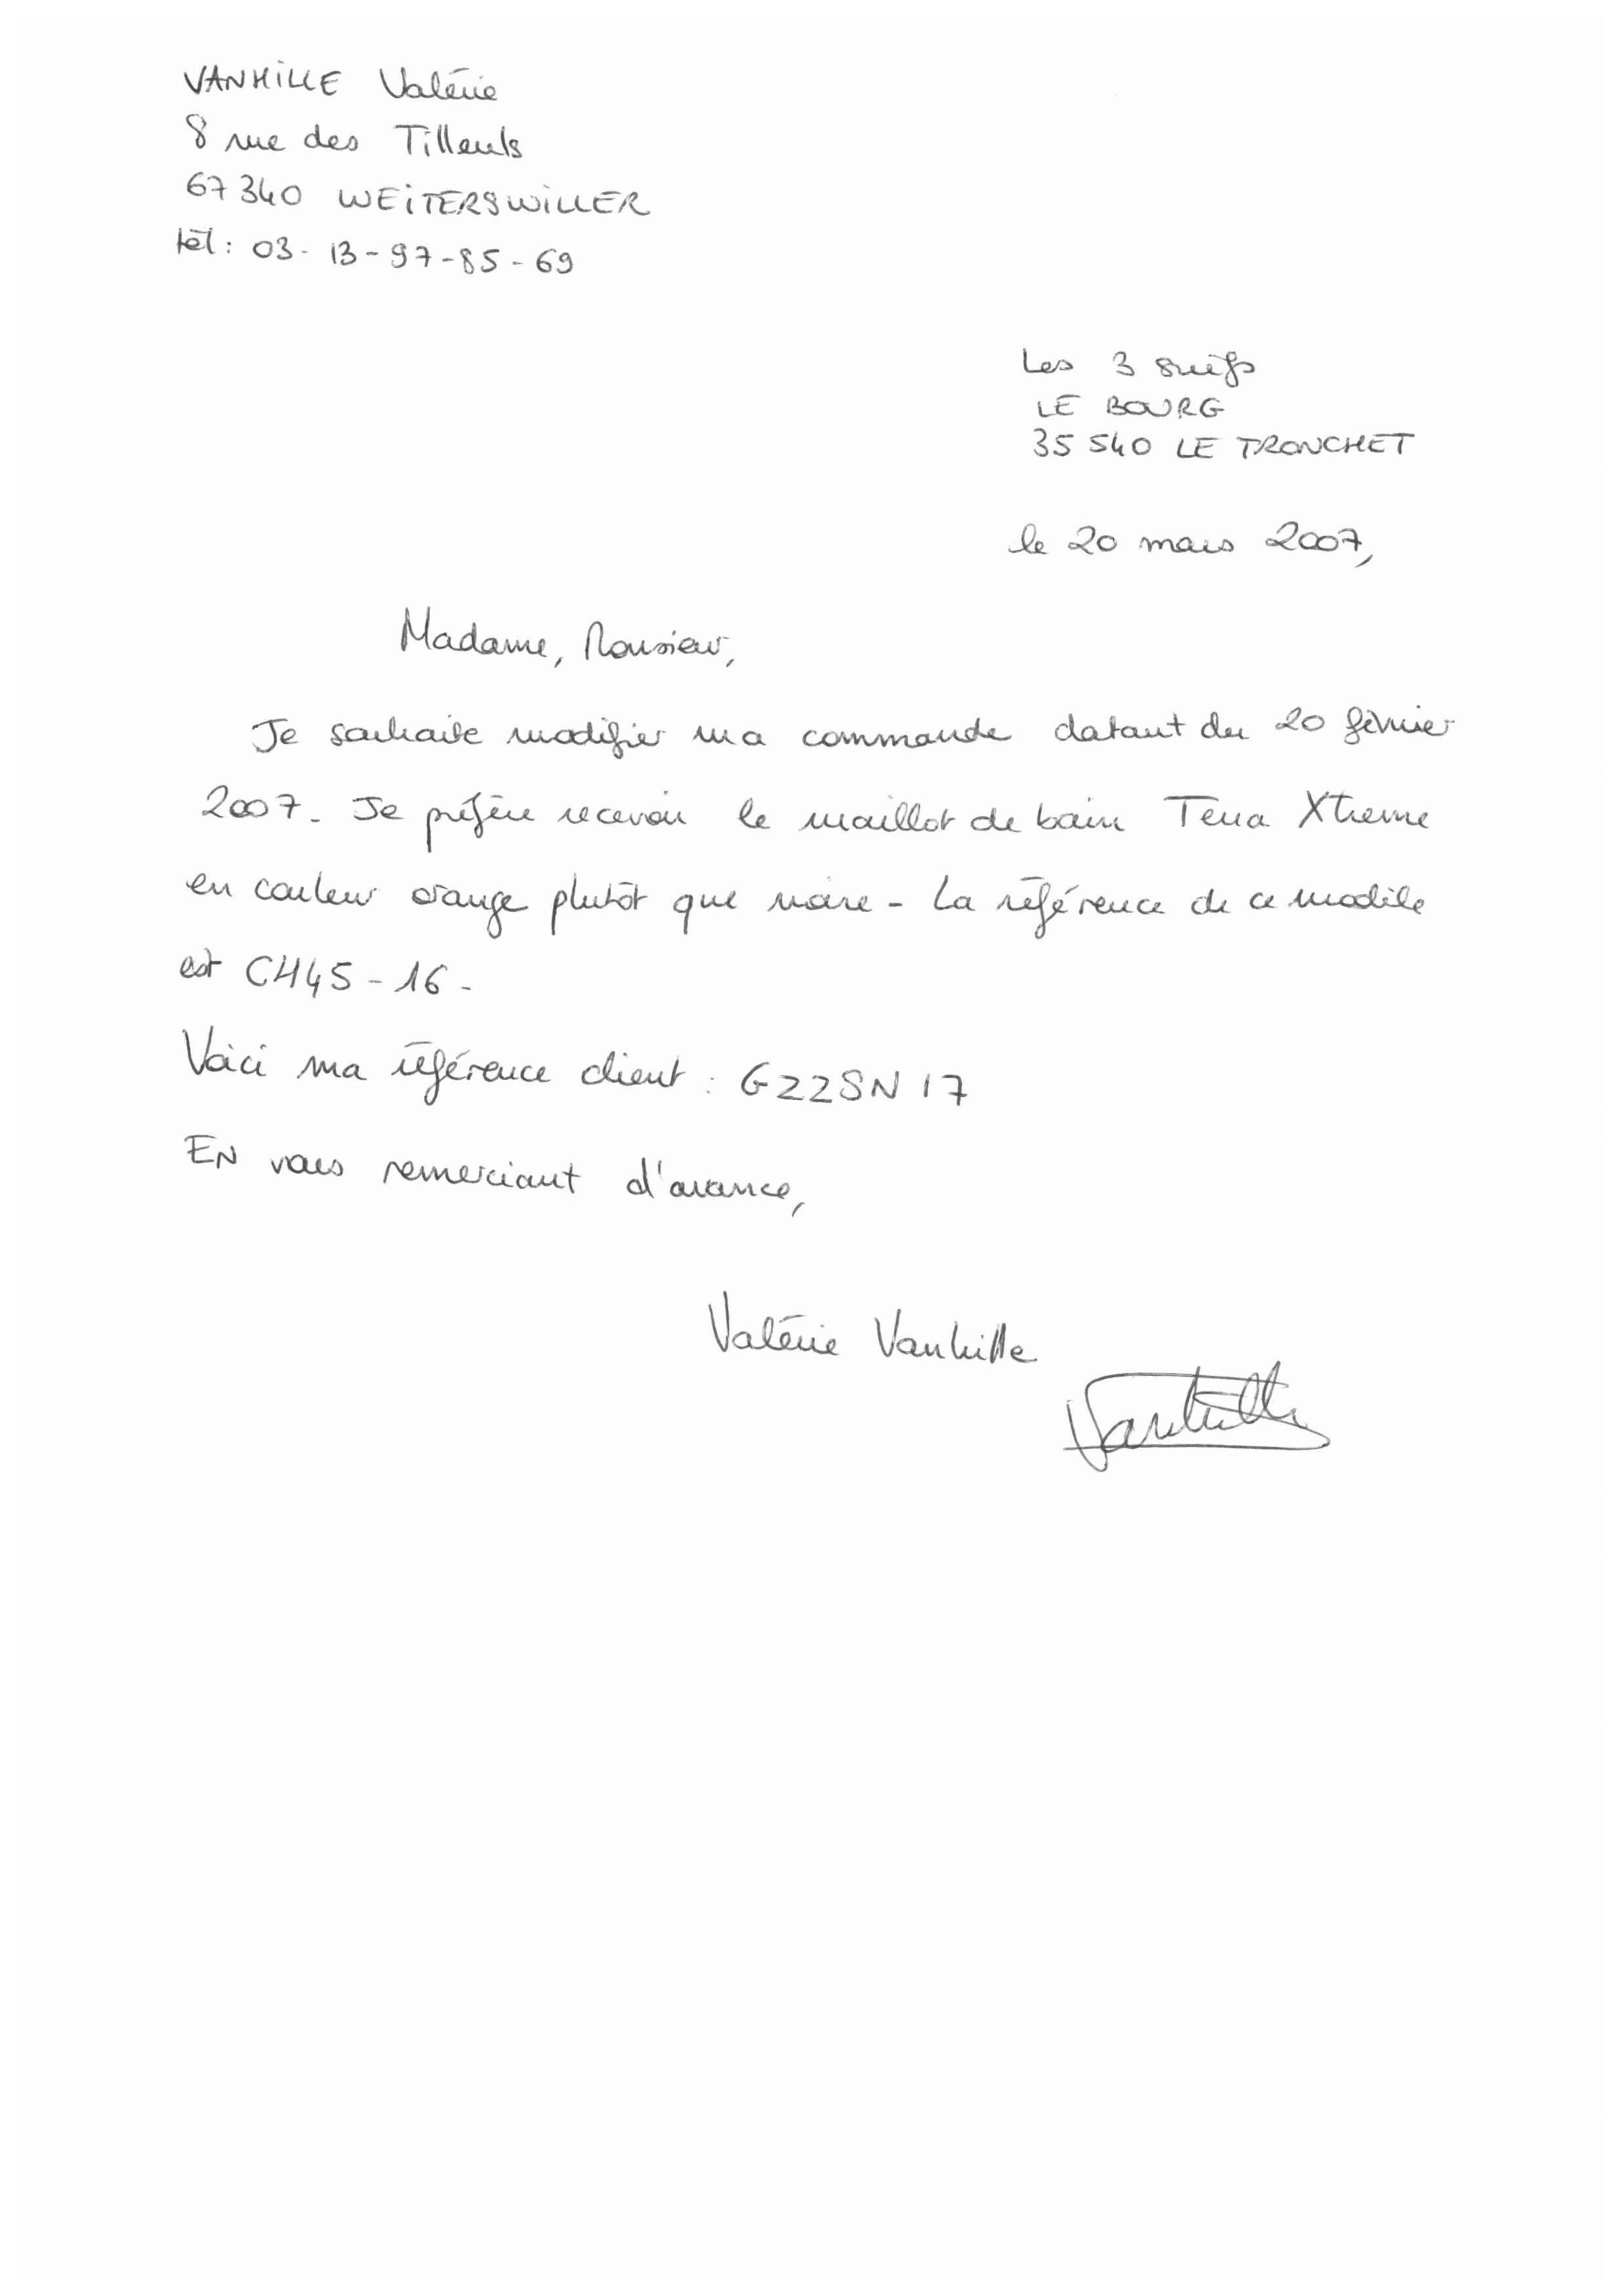 VANHILLE Valérie
8 rue des Tilleuls
67340 WEITERSWILLER
tél : 03-13-97-85-69
Les 3 suifs
LE BOURG
35540 LE TRONCHET
le 20 mars 2007,
Madame, Monsieur,
Je souhaite modifier ma commande datant du 20 février
2007. Je préfère recevoir le maillot de bain Tena Xtreme
en couleur orange plutôt que noire - La référence de ce modèle
est CH45-16-
Voici ma référence client : G22SN17
EN vous remerciant d'avance,
Valérie Vanhille
Vanhille